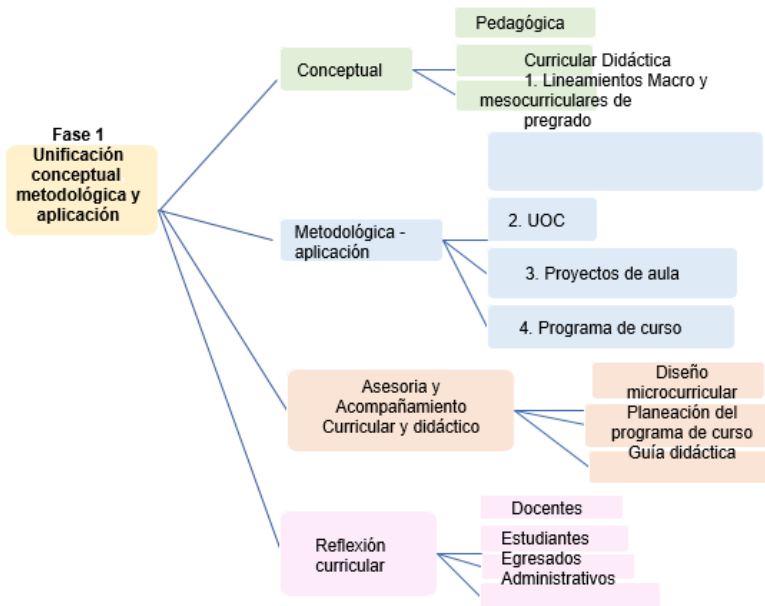 Fase 1
Unificación
conceptual
metodológica y
aplicación
Conceptual
Pedagógica
Curricular Didáctica
1. Lineamientos Macro y
mesocurriculares de
pregrado
Metodológica -
aplicación
2. UOC
3. Proyectos de aula
4. Programa de curso
Asesoria y
Acompañamiento
Curricular y didáctico
Diseño
microcurricular
Planeación del
programa de curso
Guía didáctica
Reflexión
curricular
Docentes
Estudiantes
Egresados
Administrativos